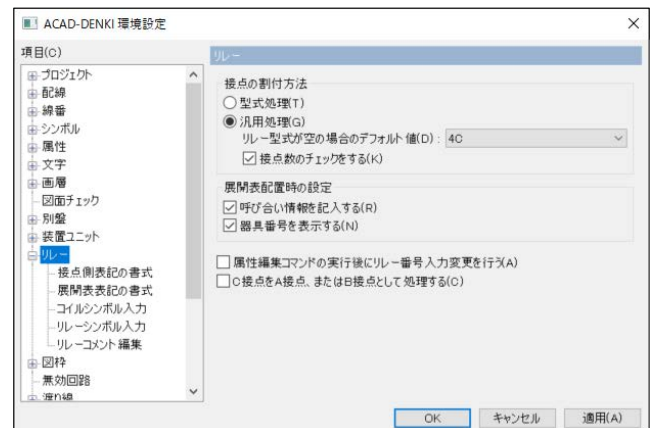 ACAD-DENKI 環境設定
項目(C)
プロジェクト
配線
線番
シンボル
属性
文字
画層
図面チェック
別盤
装置ユニット
リレー
接点側表記の書式
展開表表記の書式
コイルシンボル入力
リレーシンボル入力
リレーコメント編集
図枠
無効回路
渡り線
リレー
接点の割付方法
型式処理(T)
汎用処理(G)
リレー型式が空の場合のデフォルト値(D): 4C
接点数のチェックをする(K)
展開表配置時の設定
呼び合い情報を記入する(R)
器具番号を表示する(N)
属性編集コマンドの実行後にリレー番号入力変更を行う(A)
C接点をA接点、またはB接点として処理する(C)
OK
キャンセル
適用(A)